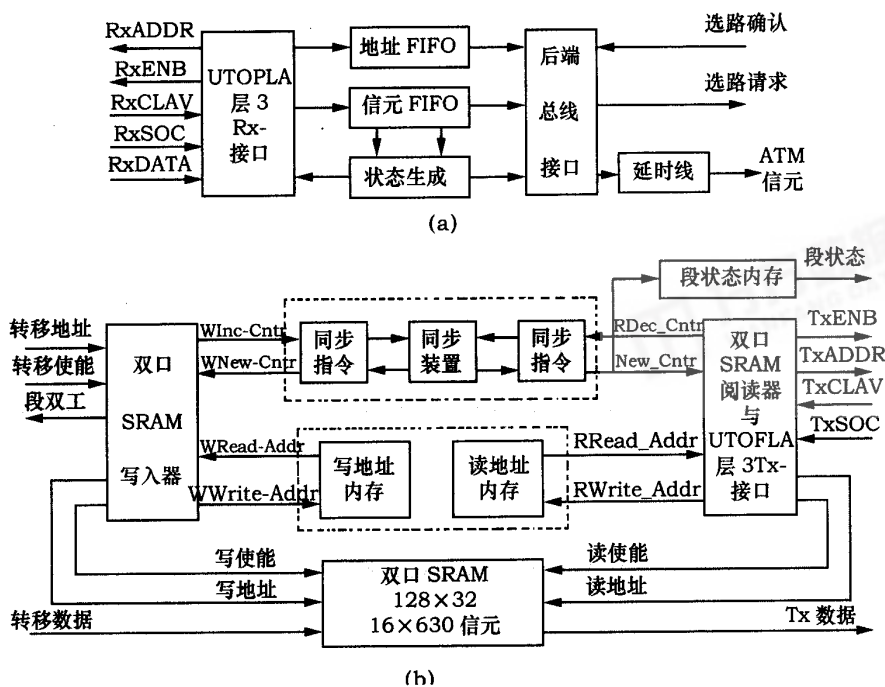 RxADDR
RxENB
RxCLAV
RxSOC
RxDATA
UTOPLA
层 3
Rx-
接口
地址 FIFO
信元 FIFO
状态生成
后端
总线
接口
选路确认
选路请求
延时线
ATM
信元
(a)
段状态内存
段状态
转移地址
转移使能
段双工
双口
SRAM
写入器
WInc-Cntr
WNew-Cntr
同步
指令
同步
装置
同步
指令
RDec_Cntr
New_Cntr
双口
SRAM
阅读器
与
UTOFLA
层 3Tx-
接口
TxENB
TxADDR
TxCLAV
TxSOC
WRead-Addr
WWrite-Addr
写地址
内存
读地址
内存
RRead_Addr
RWrite_Addr
写使能
写地址
转移数据
双口 SRAM
128×32
16×630 信元
读使能
读地址
Tx 数据
(b)